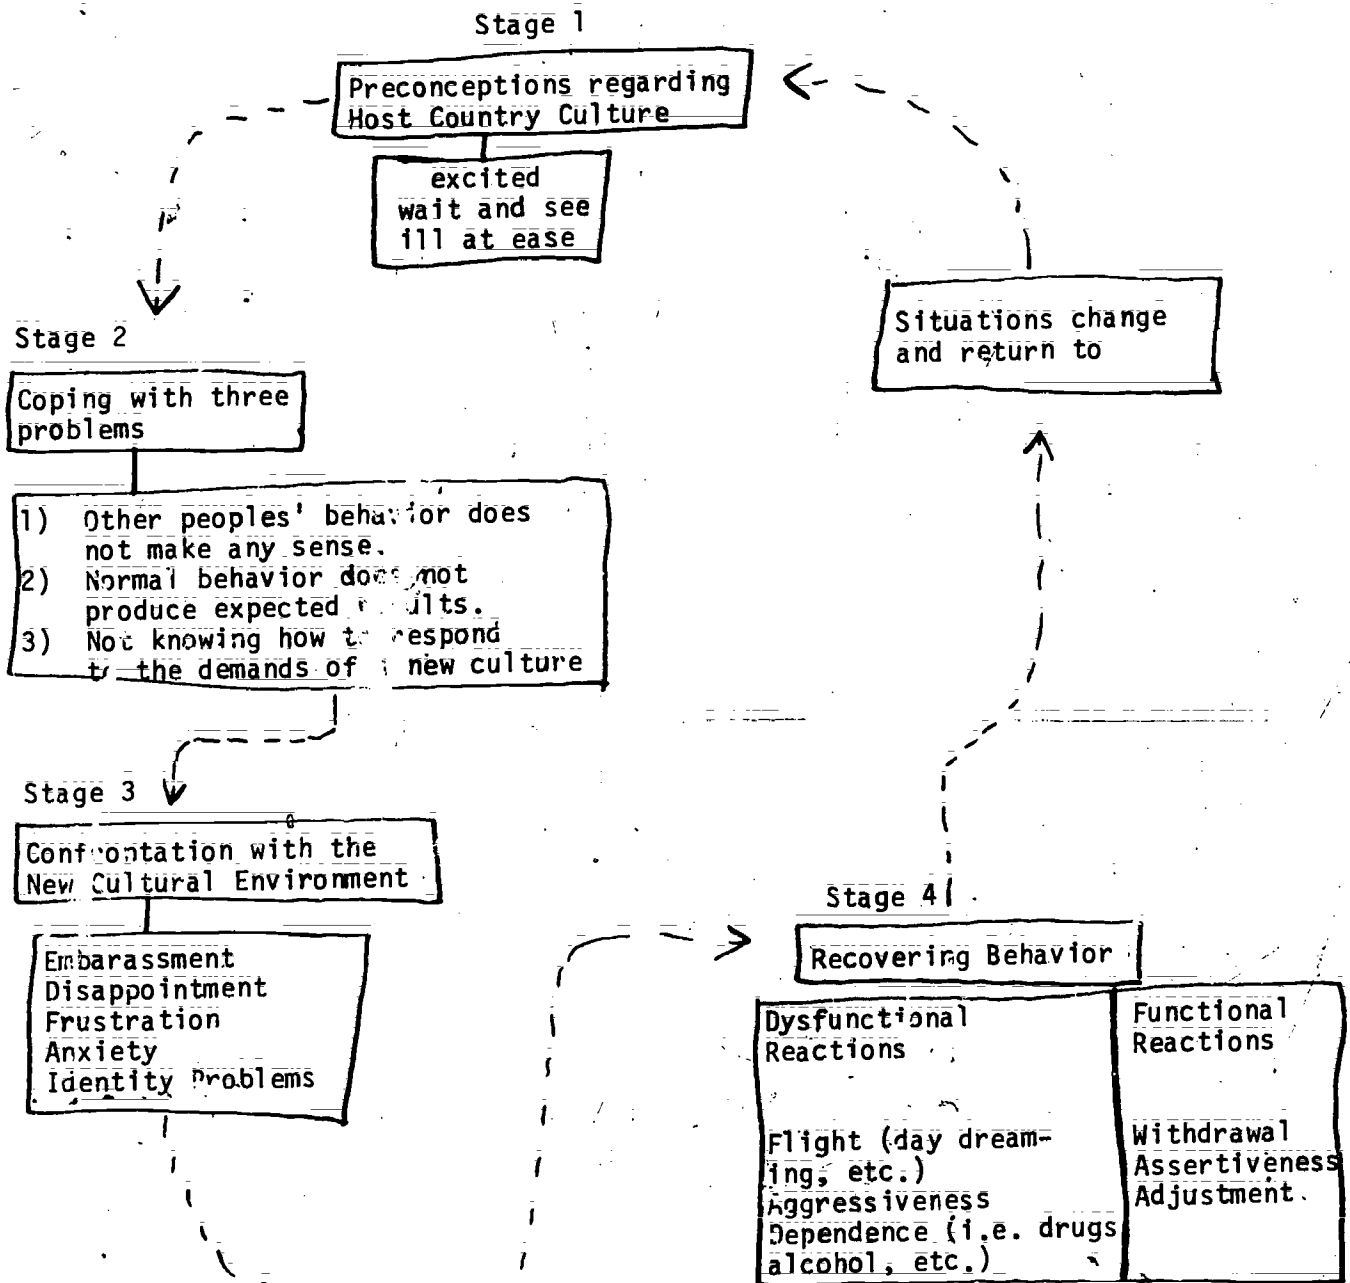 Stage 1
Preconceptions regarding
Host Country Culture
excited
wait and see
ill at ease
Situations change
and return to
Stage 2
Coping with three
problems
1) Other peoples' behavior does
not make any sense.
2) Normal behavior does not
produce expected
3) Not knowing how to respond
to the demands of new culture
Stage 3
Confrontation with the
New Cultural Environment
Embarassment
Disappointment
Frustration
Anxiety
Identity Problems
Stage 4
Recovering Behavior
Dysfunctional
Reactions
Flight (day dream-
ing, etc.)
Aggressiveness
Dependence (i.e. drugs
alcohol, etc.)
Functional
Reactions
Withdrawal
Assertiveness
Adjustment.